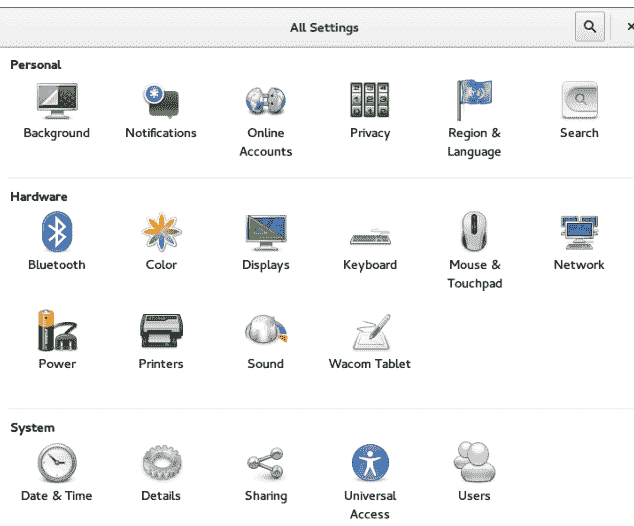 All Settings
Personal
Background Notifications Online Accounts Privacy Region & Language Search
Hardware
Bluetooth Color Displays Keyboard Mouse & Touchpad Network
Power Printers Sound Wacom Tablet
System
Date & Time Details Sharing Universal Access Users